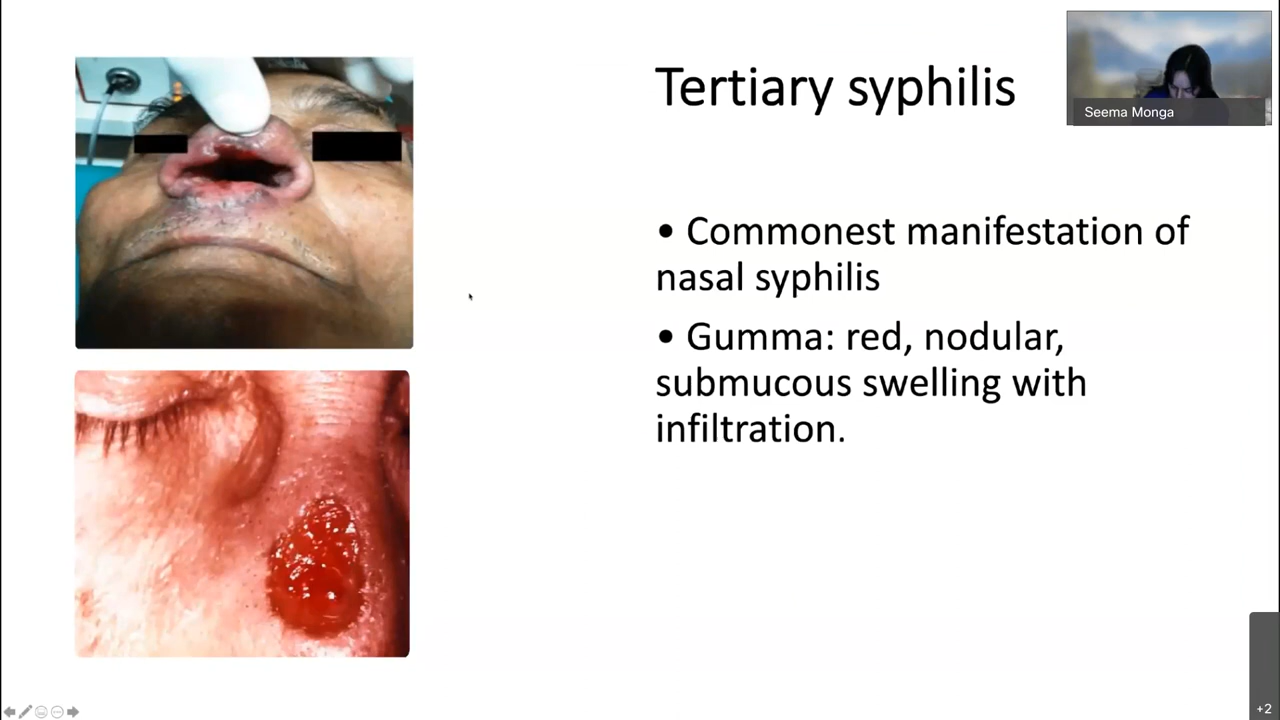 Tertiary syphilis
Seema Monga
• Commonest manifestation of
nasal syphilis
• Gumma: red, nodular,
submucous swelling with
infiltration.
+2